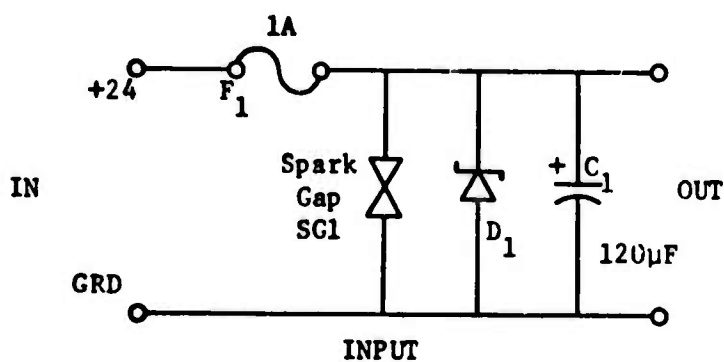 1A
+24
F1
Spark
Gap
SG1
D1
+ C1
120µF
IN
OUT
GRD
INPUT